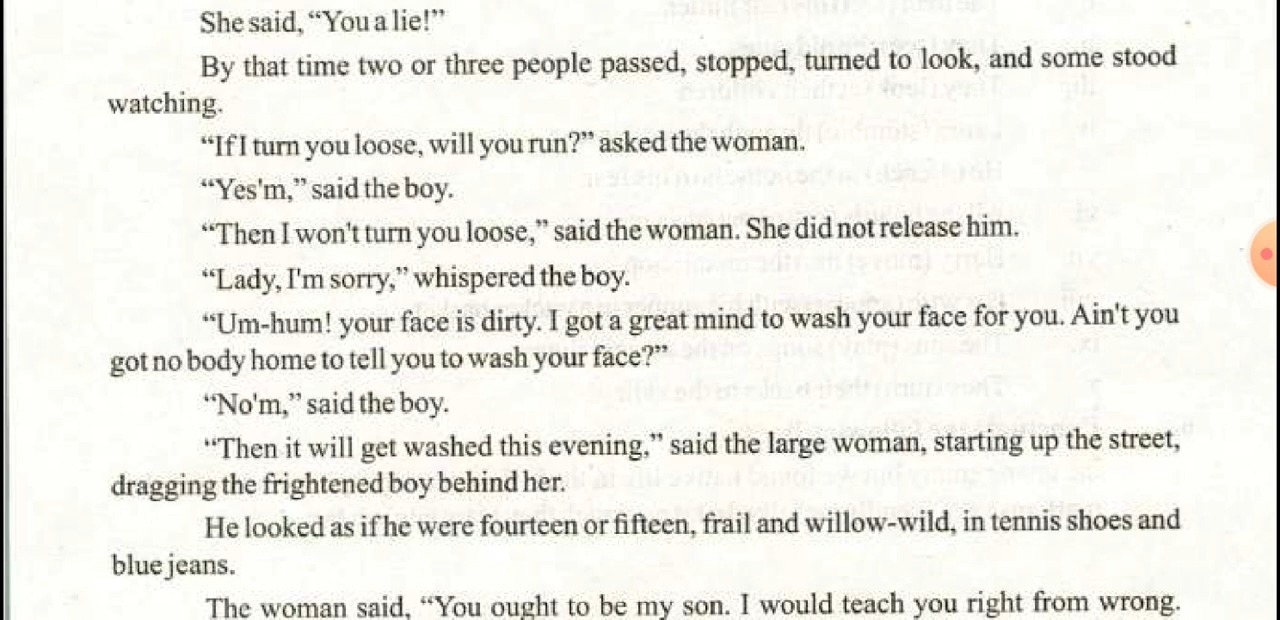 She said, “You a lie!”
By that time two or three people passed, stopped, turned to look, and some stood
watching.
“If I turn you loose, will you run?” asked the woman.
“Yes'm,” said the boy.
“Then I won't turn you loose,” said the woman. She did not release him.
“Lady, I'm sorry,” whispered the boy.
“Um-hum! your face is dirty. I got a great mind to wash your face for you. Ain't you
got no body home to tell you to wash your face?”
“No'm,” said the boy.
“Then it will get washed this evening,” said the large woman, starting up the street,
dragging the frightened boy behind her.
He looked as if he were fourteen or fifteen, frail and willow-wild, in tennis shoes and
blue jeans.
The woman said, “You ought to be my son. I would teach you right from wrong.